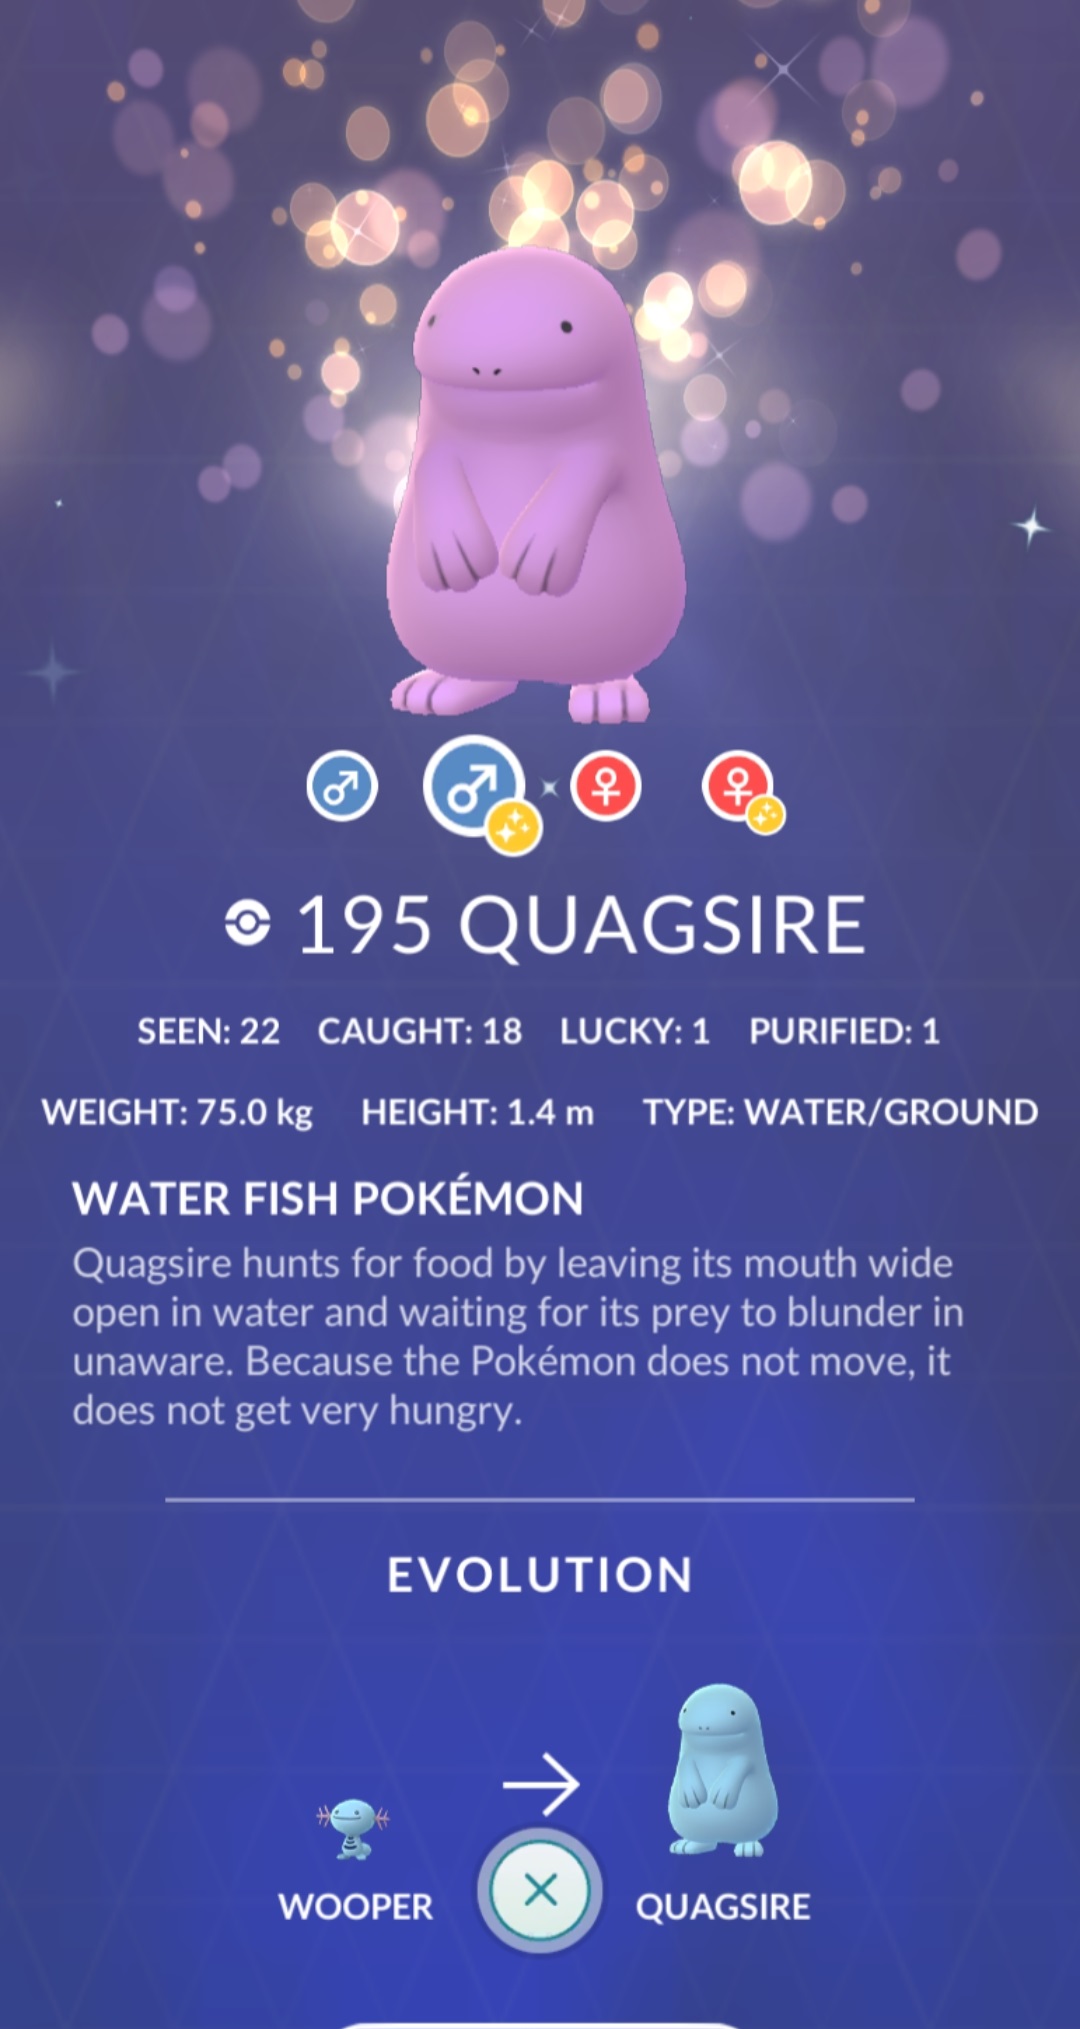 195 QUAGSIRE
SEEN: 22 CAUGHT: 18 LUCKY: 1 PURIFIED: 1
WEIGHT: 75.0 kg HEIGHT: 1.4 m TYPE: WATER/GROUND
WATER FISH POKÉMON
Quagsire hunts for food by leaving its mouth wide
open in water and waiting for its prey to blunder in
unaware. Because the Pokémon does not move, it
does not get very hungry.
EVOLUTION
WOOPER QUAGSIRE